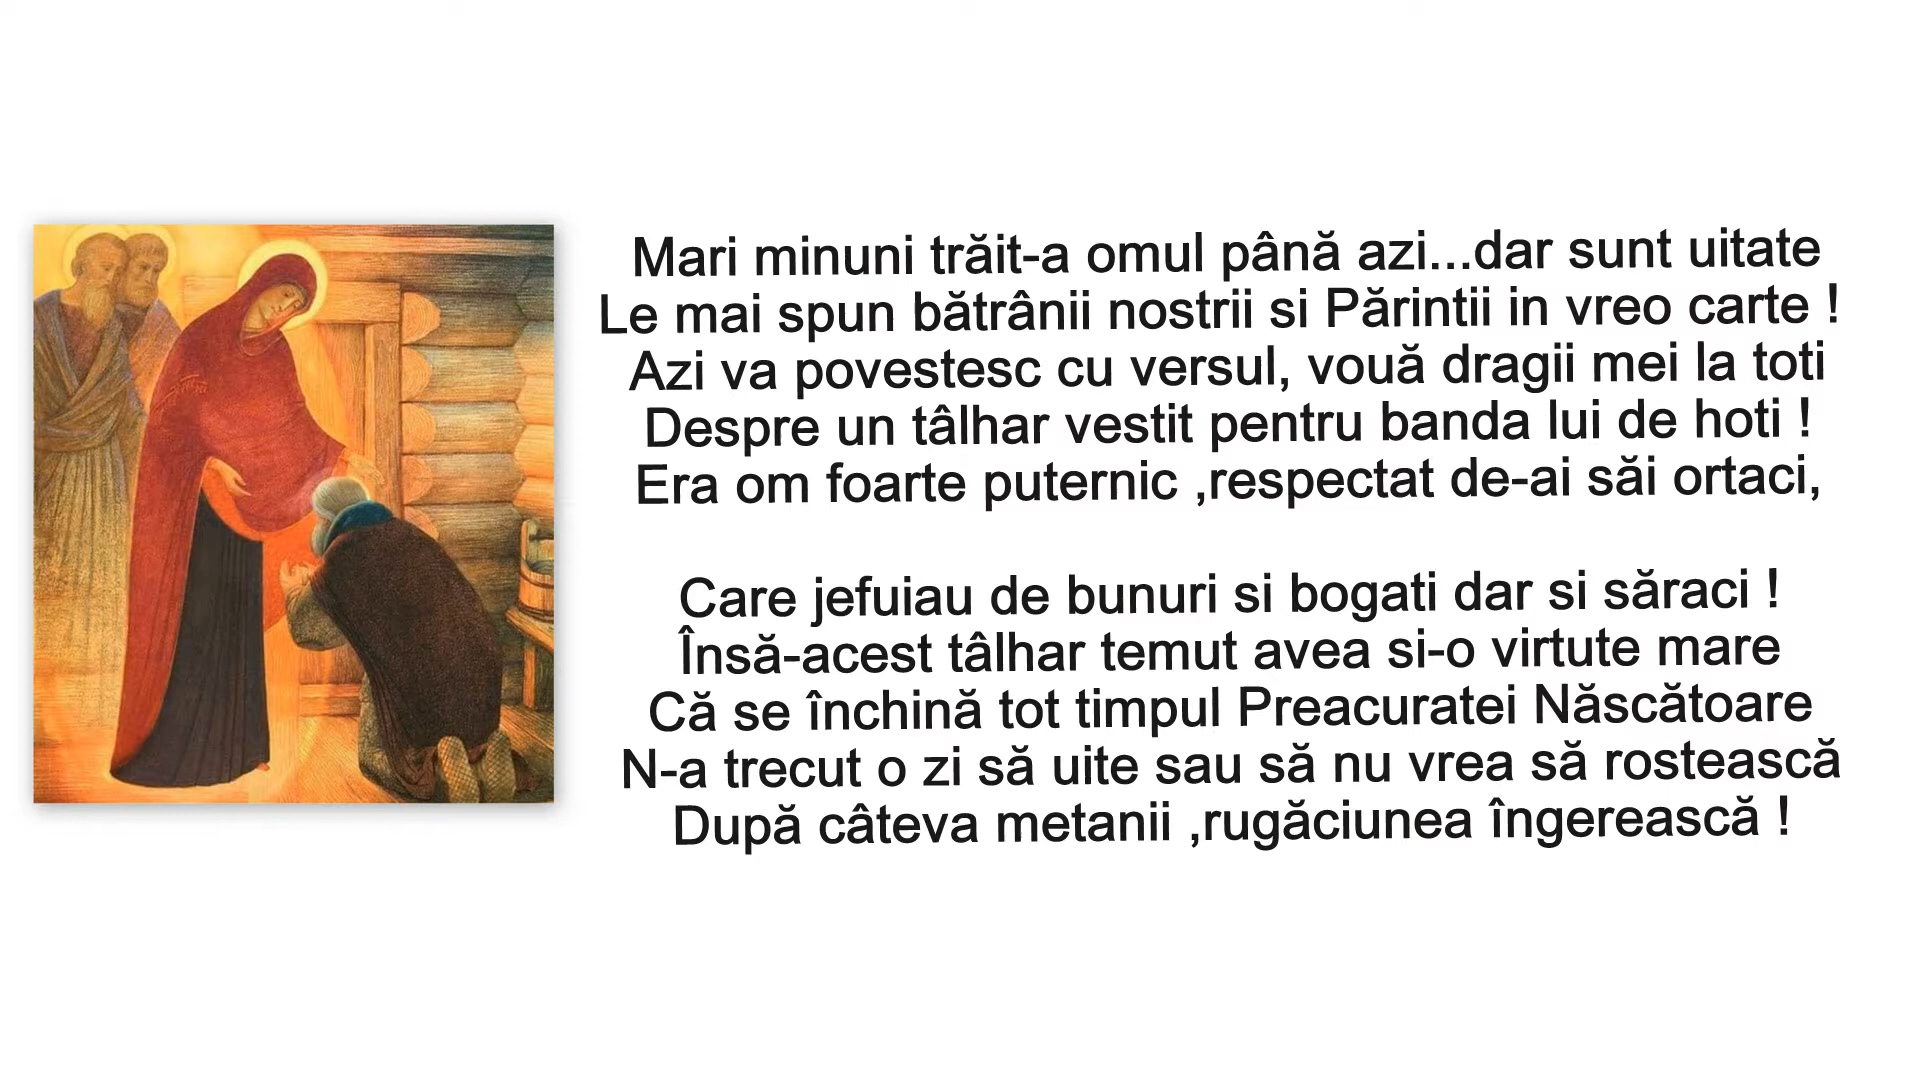 Mari minuni trăit-a omul până azi...dar sunt uitate
Le mai spun bătrânii nostrii si Părintii in vreo carte !
Azi va povestesc cu versul, vouă dragii mei la toti
Despre un tâlhar vestit pentru banda lui de hoti !
Era om foarte puternic ,respectat de-ai săi ortaci,
Care jefuiau de bunuri si bogati dar si săraci !
Însă-acest tâlhar temut avea si-o virtute mare
Că se închină tot timpul Preacuratei Născătoare
N-a trecut o zi să uite sau să nu vrea să rostească
După câteva metanii ,rugăciunea îngerească !